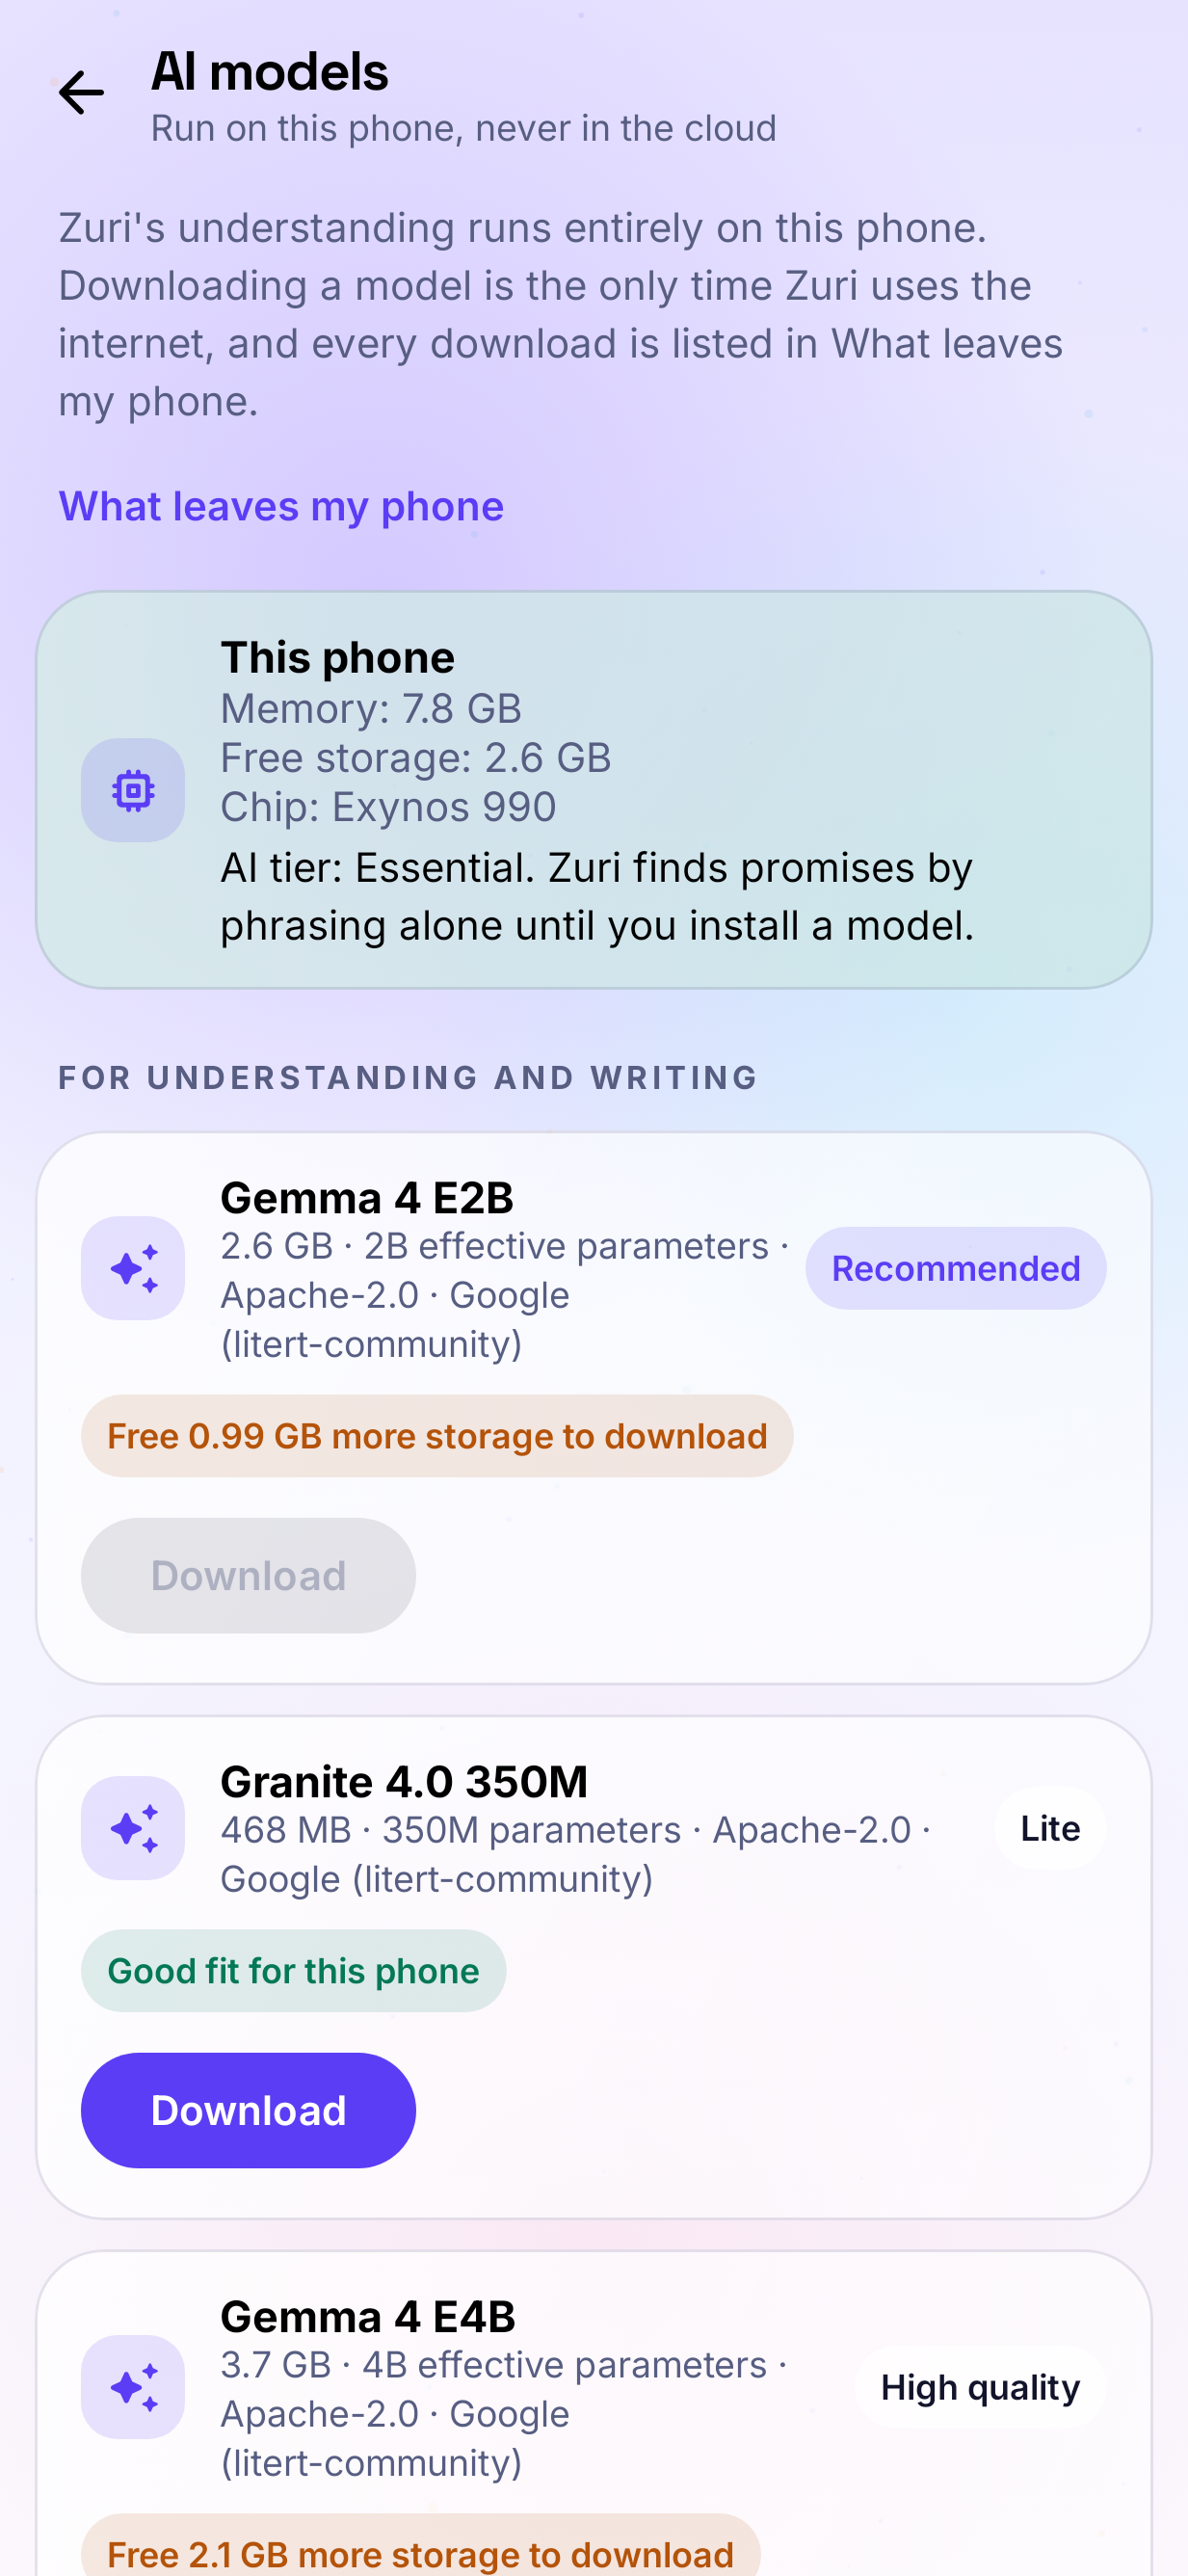 AI models
Run on this phone, never in the cloud
Zuri's understanding runs entirely on this phone.
Downloading a model is the only time Zuri uses the
internet, and every download is listed in What leaves
my phone.
What leaves my phone
This phone
Memory: 7.8 GB
Free storage: 2.6 GB
Chip: Exynos 990
AI tier: Essential. Zuri finds promises by
phrasing alone until you install a model.
FOR UNDERSTANDING AND WRITING
Gemma 4 E2B
2.6 GB · 2B effective parameters ·
Apache-2.0 · Google
(litert-community)
Recommended
Free 0.99 GB more storage to download
Download
Granite 4.0 350M
468 MB · 350M parameters · Apache-2.0 ·
Google (litert-community)
Lite
Good fit for this phone
Download
Gemma 4 E4B
3.7 GB · 4B effective parameters ·
Apache-2.0 · Google
(litert-community)
High quality
Free 2.1 GB more storage to download